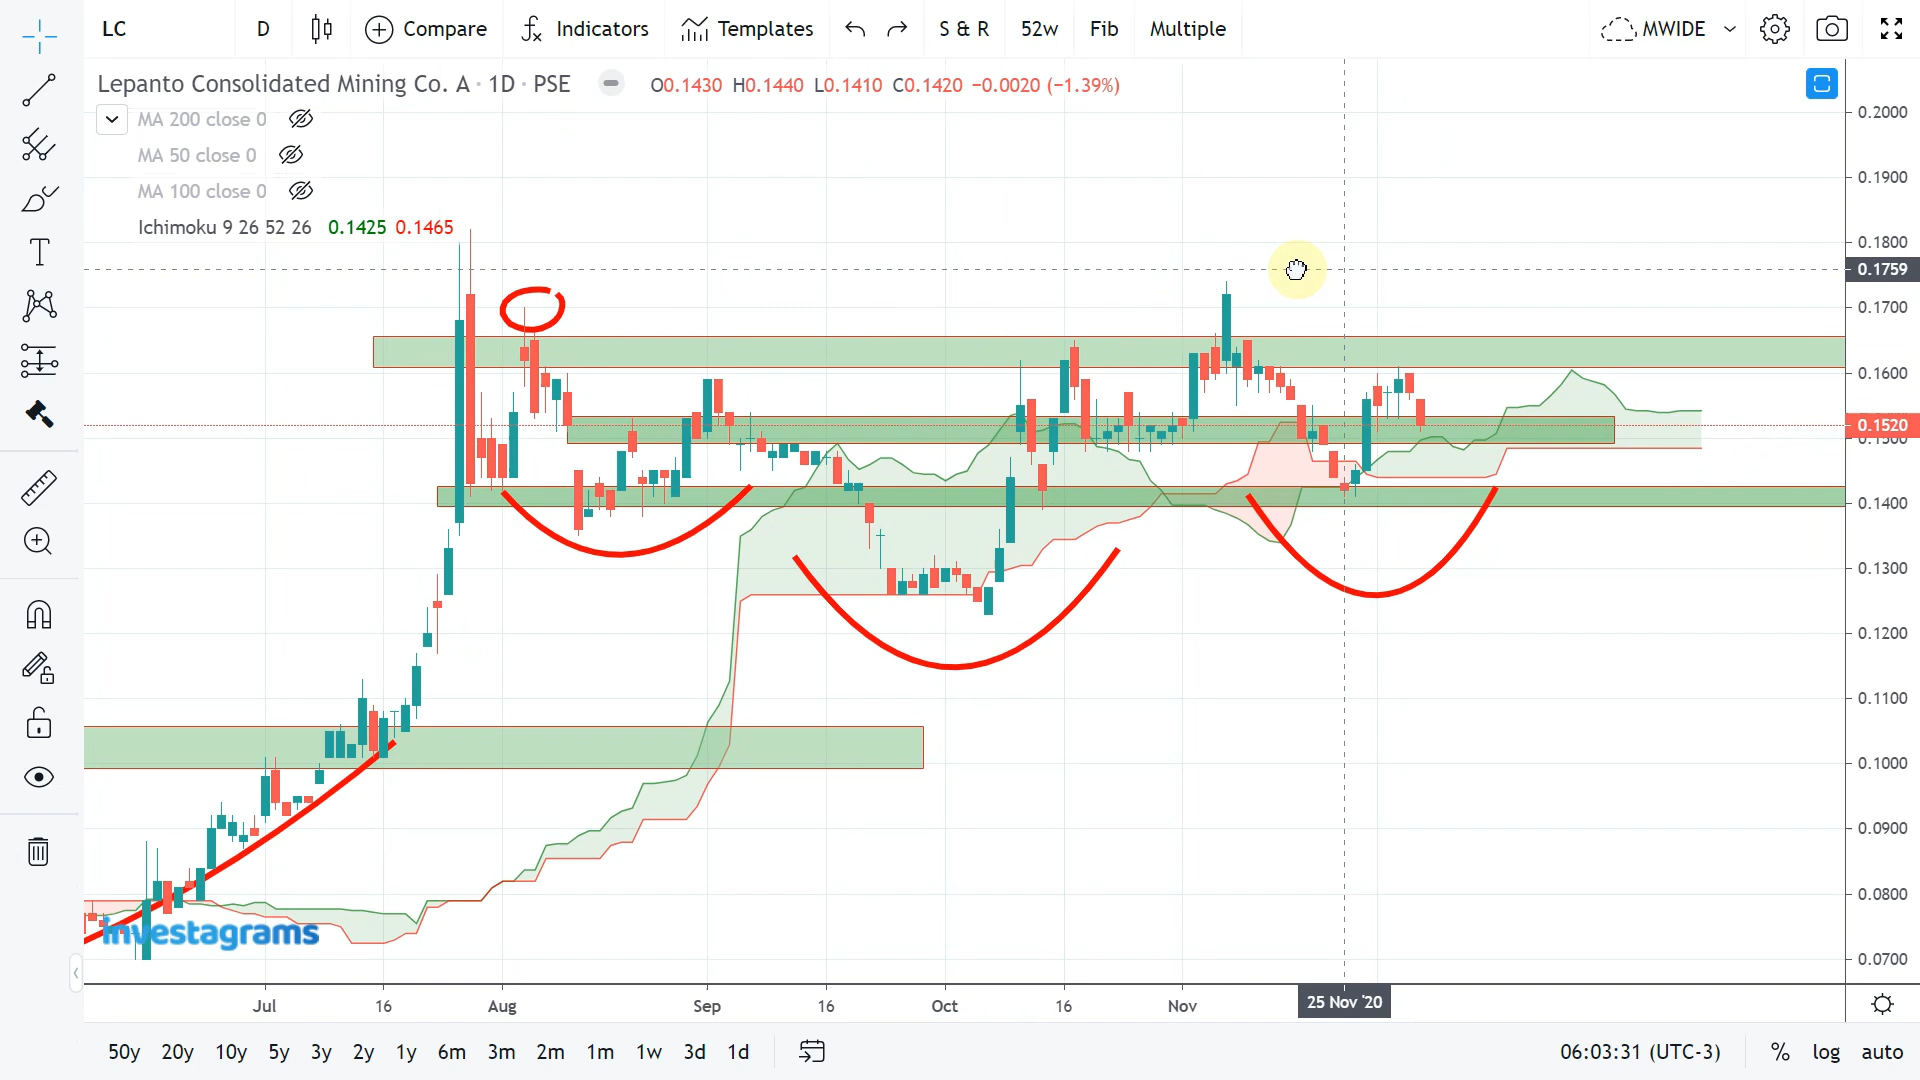 LC D Compare Indicators Templates S & R 52w Fib Multiple MWIDE
Lepanto Consolidated Mining Co. A · 1D · PSE O0.1430 H0.1440 L0.1410 C0.1420 −0.0020 (−1.39%)
MA 200 close 0
MA 50 close 0
MA 100 close 0
Ichimoku 9 26 52 26 0.1425 0.1465
0.2000
0.1900
0.1800
0.1759
0.1700
0.1600
0.1520
0.1500
0.1400
0.1300
0.1200
0.1100
0.1000
0.0900
0.0800
0.0700
investagrams
Jul 16 Aug Sep 16 Oct 16 Nov 25 Nov '20
50y 20y 10y 5y 3y 2y 1y 6m 3m 2m 1m 1w 3d 1d 06:03:31 (UTC-3) % log auto